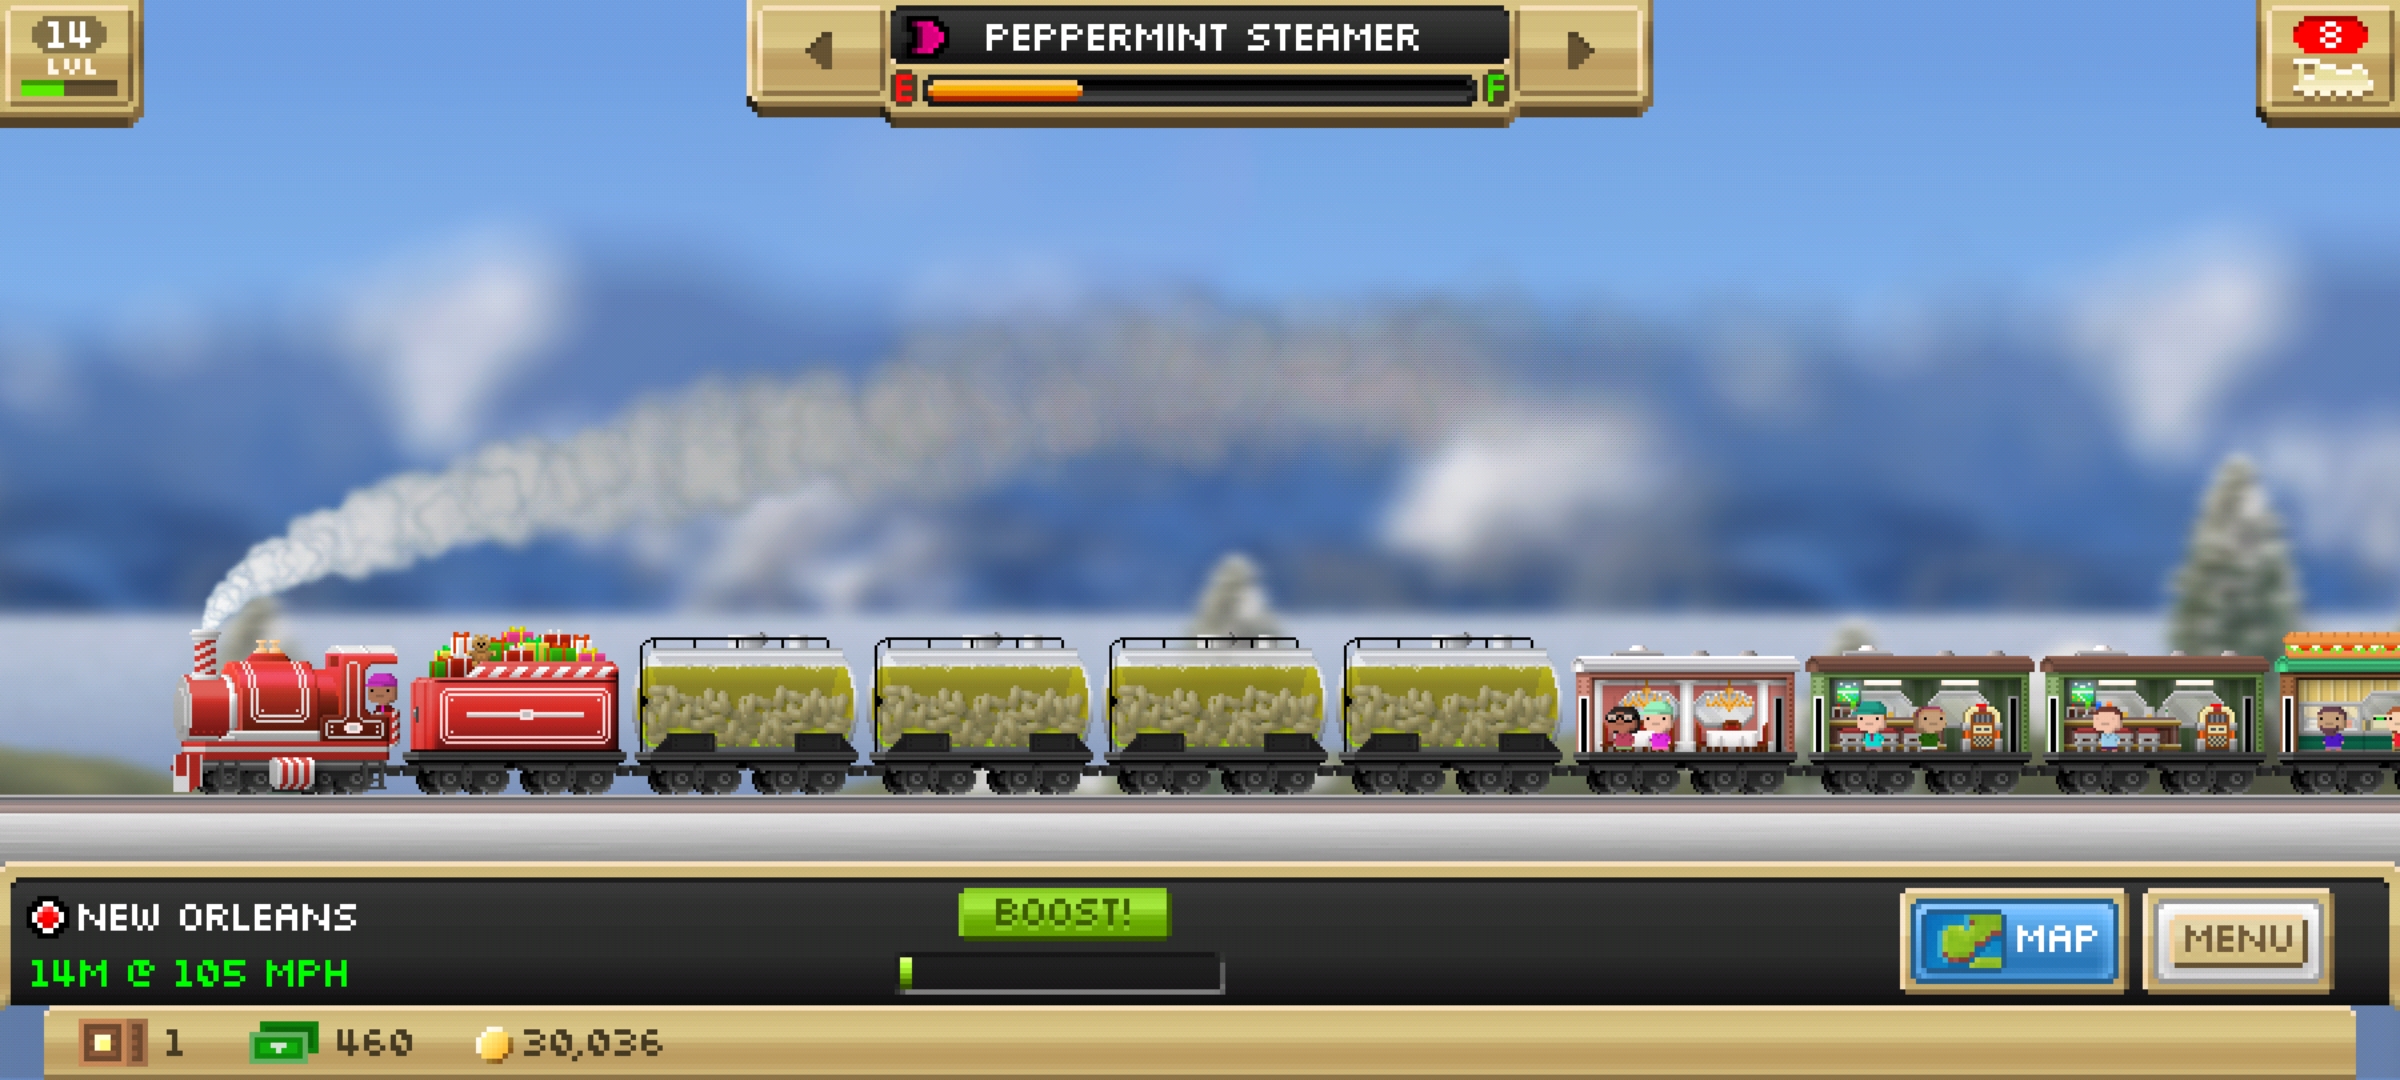 14
LVL
PEPPERMINT STEAMER
E F
8
NEW ORLEANS
14M @ 105 MPH
BOOST!
MAP
MENU
1 460 30,036